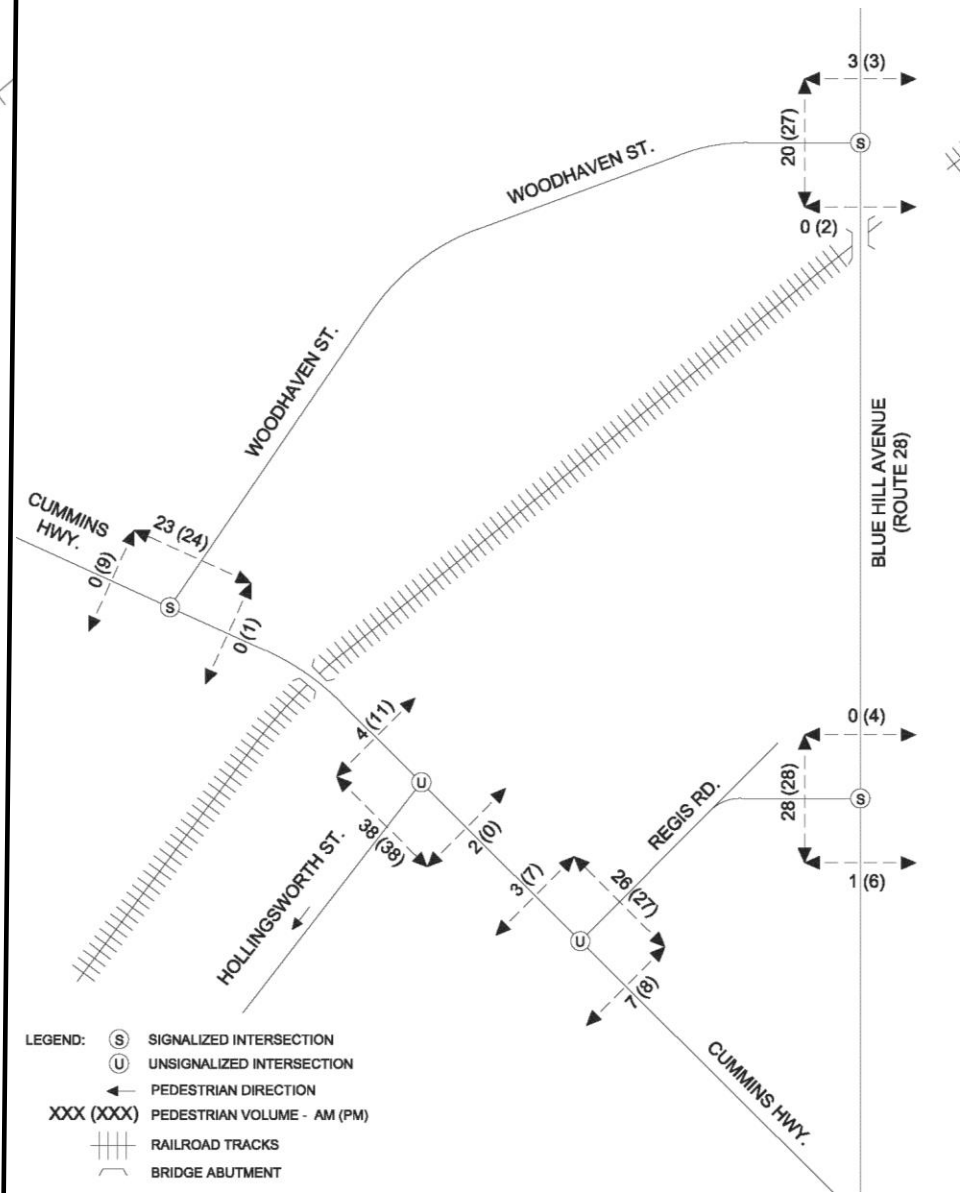 3 (3)
20 (27)
S
WOODHAVEN ST.
0 (2)
WOODHAVEN ST.
BLUE HILL AVENUE
(ROUTE 28)
CUMMINS
HWY.
23 (24)
0 (9)
S
0 (1)
4 (11)
U
38 (38)
2 (0)
HOLLINGSWORTH ST.
3 (7)
26 (27)
REGIS RD.
U
7 (8)
0 (4)
28 (28)
S
1 (6)
CUMMINS HWY.
LEGEND:
S SIGNALIZED INTERSECTION
U UNSIGNALIZED INTERSECTION
PEDESTRIAN DIRECTION
XXX (XXX) PEDESTRIAN VOLUME - AM (PM)
RAILROAD TRACKS
BRIDGE ABUTMENT